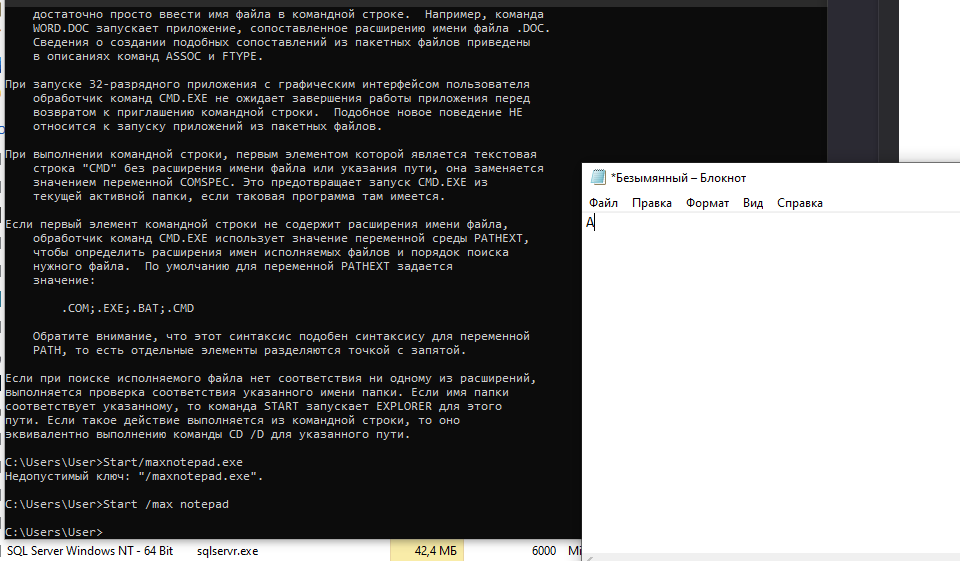 достаточно просто ввести имя файла в командной строке.  Например, команда
WORD.DOC запускает приложение, сопоставленное расширению имени файла .DOC.
Сведения о создании подобных сопоставлений из пакетных файлов приведены
в описаниях команд ASSOC и FTYPE.
При запуске 32-разрядного приложения с графическим интерфейсом пользователя
обработчик команд CMD.EXE не ожидает завершения работы приложения перед
возвратом к приглашению командной строки.  Подобное новое поведение НЕ
относится к запуску приложений из пакетных файлов.
При выполнении командной строки, первым элементом которой является текстовая
строка "CMD" без расширения имени файла или указания пути, она заменяется
значением переменной COMSPEC. Это предотвращает запуск CMD.EXE из
текущей активной папки, если таковая программа там имеется.
Если первый элемент командной строки не содержит расширения имени файла,
обработчик команд CMD.EXE использует значение переменной среды PATHEXT,
чтобы определить расширения имен исполняемых файлов и порядок поиска
нужного файла.  По умолчанию для переменной PATHEXT задается
значение:
.COM;.EXE;.BAT;.CMD
Обратите внимание, что этот синтаксис подобен синтаксису для переменной
PATH, то есть отдельные элементы разделяются точкой с запятой.
Если при поиске исполняемого файла нет соответствия ни одному из расширений,
выполняется проверка соответствия указанного имени папки. Если имя папки
соответствует указанному, то команда START запускает EXPLORER для этого
пути. Если такое действие выполняется из командной строки, то оно
эквивалентно выполнению команды CD /D для указанного пути.
C:\Users\User>Start/maxnotepad.exe
Недопустимый ключ: "/maxnotepad.exe".
C:\Users\User>Start /max notepad
C:\Users\User>
*Безымянный – Блокнот
Файл Правка Формат Вид Справка
А
SQL Server Windows NT - 64 Bit sqlservr.exe 42,4 МБ 6000